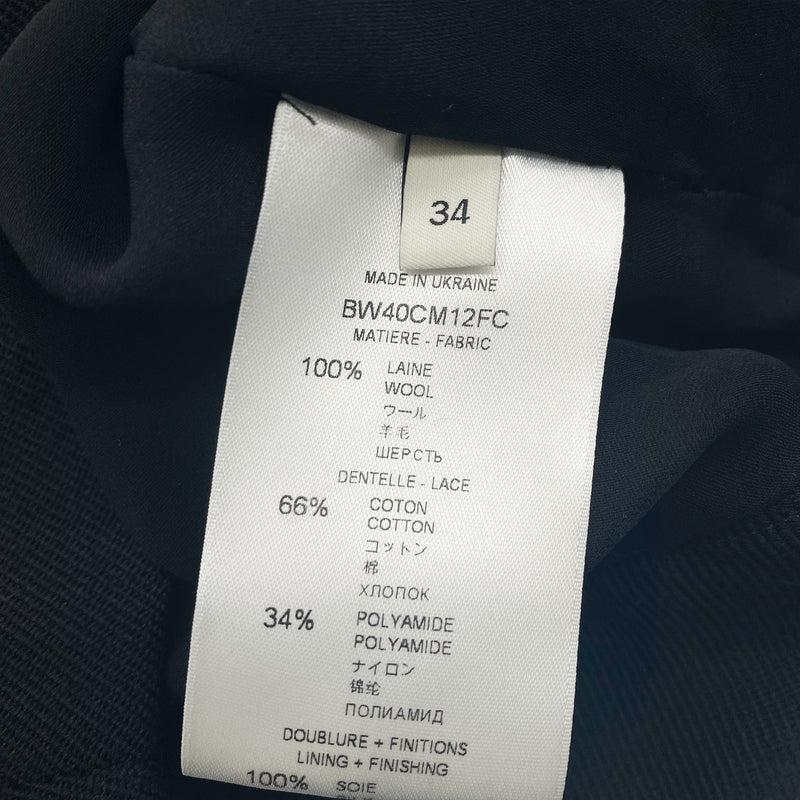 34
MADE IN UKRAINE
BW40CM12FC
MATIERE - FABRIC
100% LAINE
WOOL
ウール
羊毛
ШЕРСТЬ
DENTELLE - LACE
66% COTON
COTTON
コットン
棉
ХЛОПОК
34% POLYAMIDE
POLYAMIDE
ナイロン
锦纶
ПОЛИАМИД
DOUBLURE + FINITIONS
LINING + FINISHING
100% SOIE